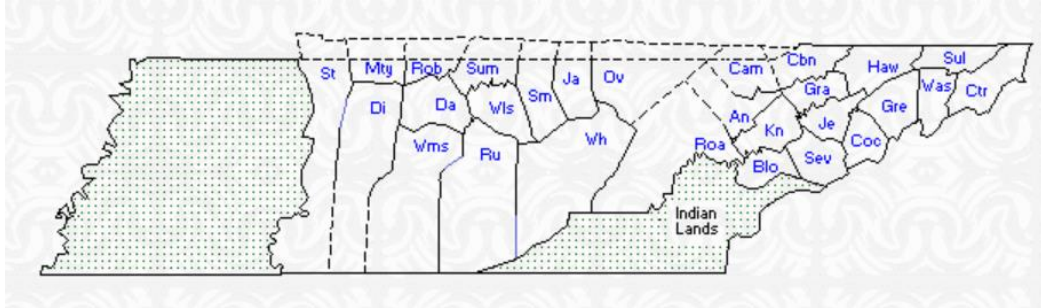 St
Mty
Rob
Sum
Sm
Ja
Ov
Cam
Cbn
Haw
Sul
Di
Da
Wls
Gra
Gre
Was
Ctr
Wms
Ru
Wh
An
Kn
Je
Coc
Roa
Blo
Sev
Indian
Lands